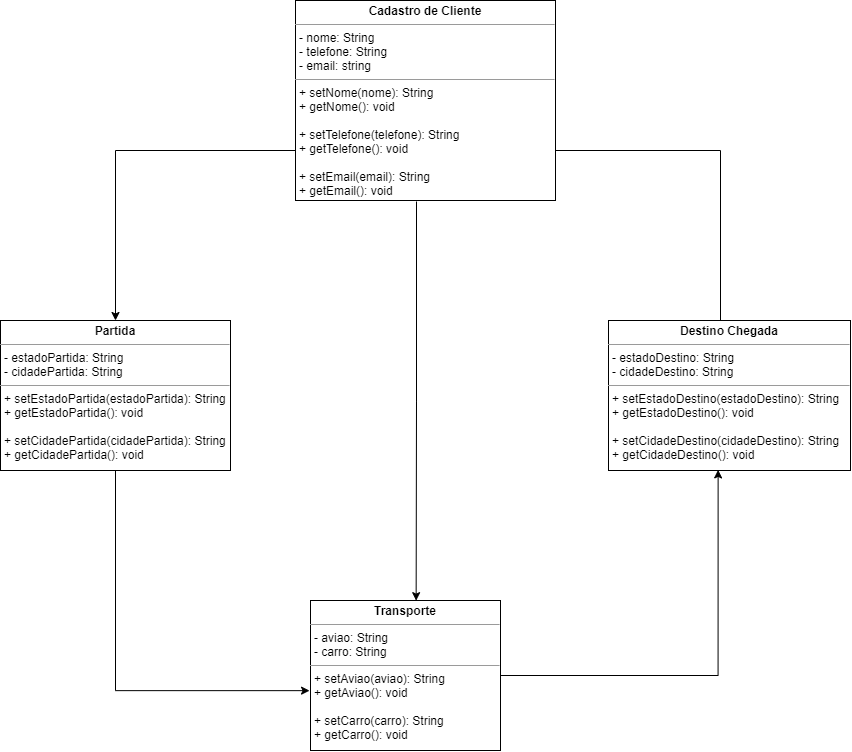 Cadastro de Cliente
- nome: String
- telefone: String
- email: string
+ setNome(nome): String
+ getNome(): void
+ setTelefone(telefone): String
+ getTelefone(): void
+ setEmail(email): String
+ getEmail(): void
Partida
- estadoPartida: String
- cidadePartida: String
+ setEstadoPartida(estadoPartida): String
+ getEstadoPartida(): void
+ setCidadePartida(cidadePartida): String
+ getCidadePartida(): void
Destino Chegada
- estadoDestino: String
- cidadeDestino: String
+ setEstadoDestino(estadoDestino): String
+ getEstadoDestino(): void
+ setCidadeDestino(cidadeDestino): String
+ getCidadeDestino(): void
Transporte
- aviao: String
- carro: String
+ setAviao(aviao): String
+ getAviao(): void
+ setCarro(carro): String
+ getCarro(): void